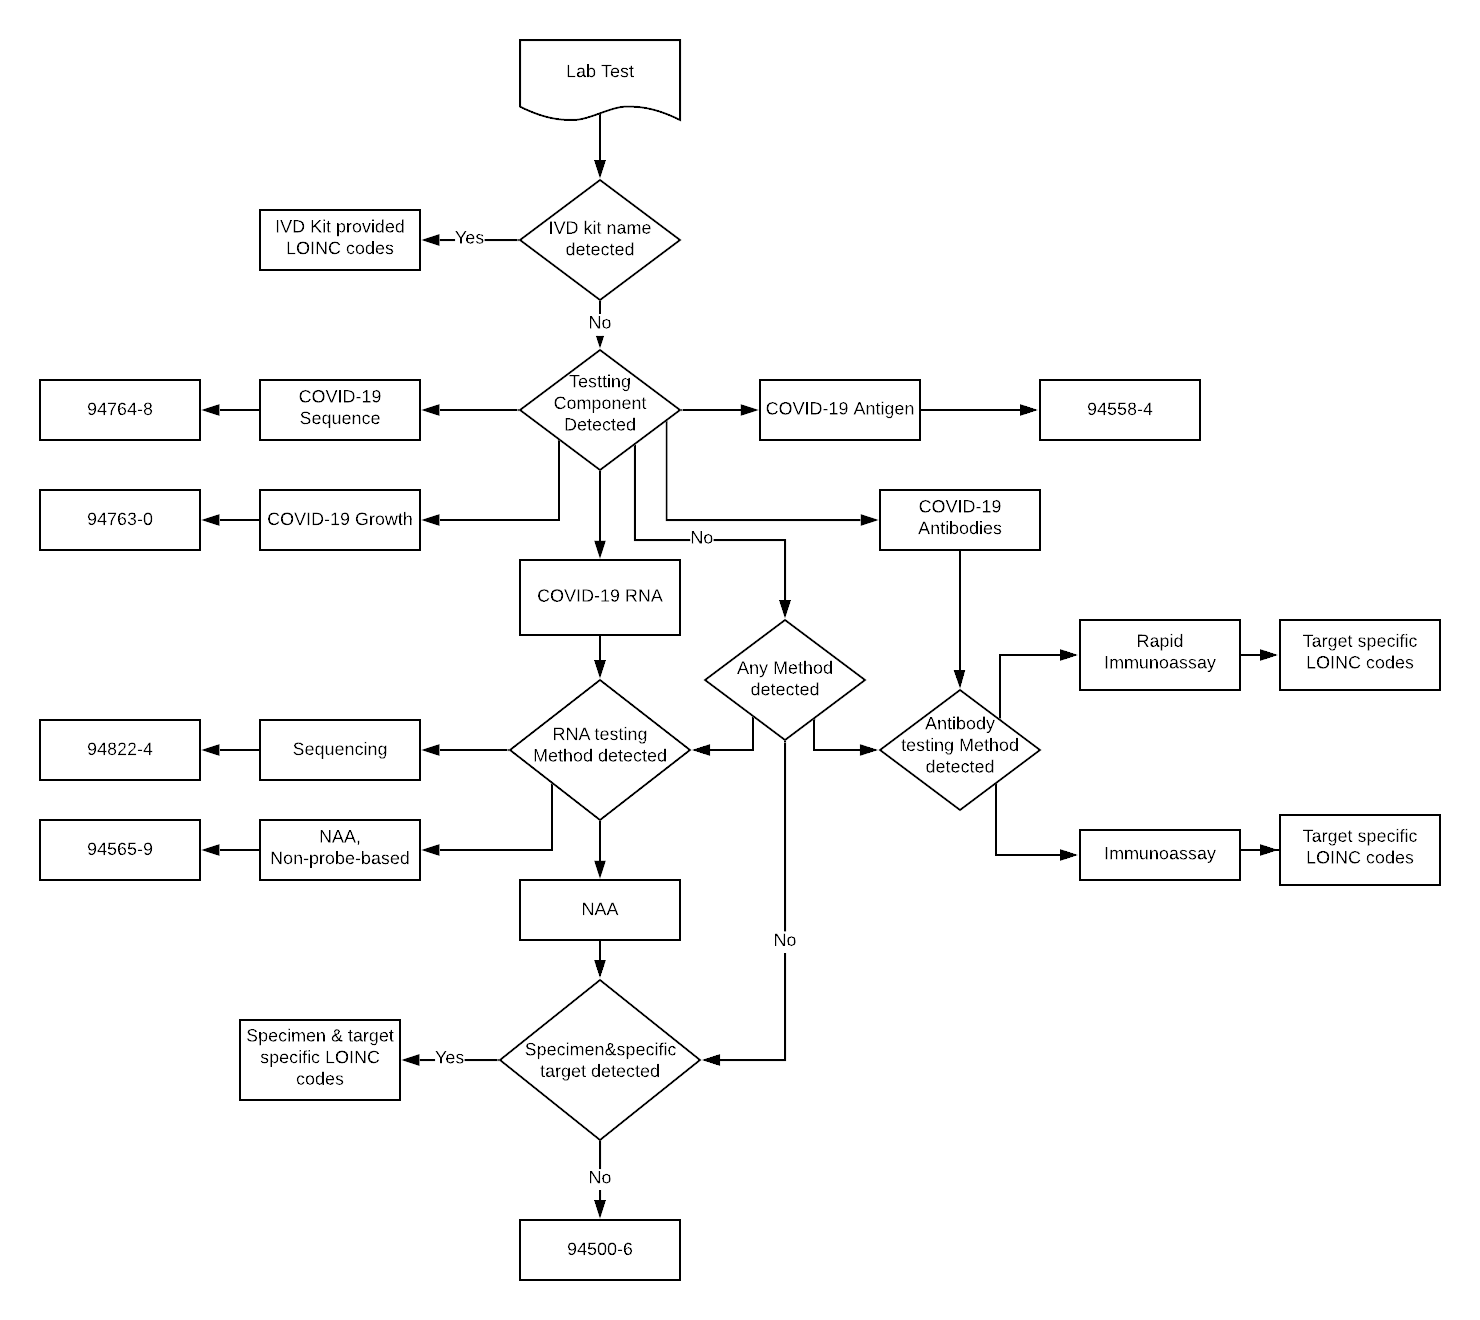 Lab Test
IVD Kit provided
LOINC codes
Yes
IVD kit name
detected
No
94764-8
COVID-19
Sequence
Testting
Component
Detected
COVID-19 Antigen
94558-4
94763-0
COVID-19 Growth
COVID-19
Antibodies
No
COVID-19 RNA
Any Method
detected
Rapid
Immunoassay
Target specific
LOINC codes
94822-4
Sequencing
RNA testing
Method detected
Antibody
testing Method
detected
94565-9
NAA,
Non-probe-based
Immunoassay
Target specific
LOINC codes
NAA
No
Specimen & target
specific LOINC
codes
Yes
Specimen&specific
target detected
No
94500-6